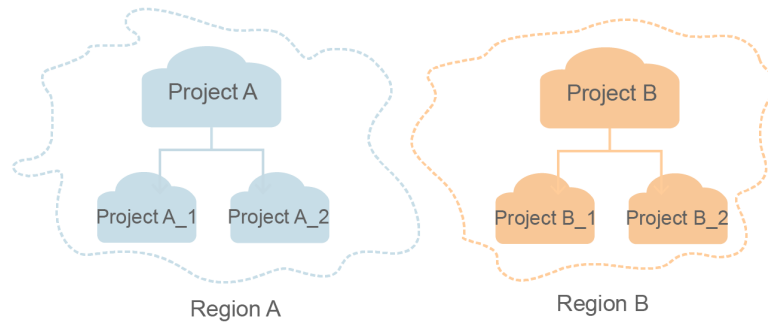 Project A
Project B
Project A_1
Project A_2
Project B_1
Project B_2
Region A
Region B